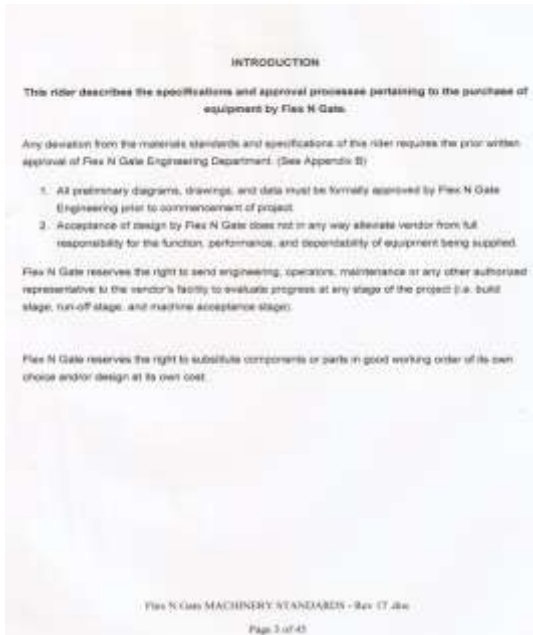 INTRODUCTION
This rider describes the specifications and approval processes pertaining to the purchase of
equipment by Flex N Gate.
Any deviation from the materials standards and specifications of this rider requires the prior written
approval of Flex N Gate Engineering Department. (See Appendix B)
1. All preliminary diagrams, drawings, and data must be formally approved by Flex N Gate
Engineering prior to commencement of project.
2. Acceptance of design by Flex N Gate does not in any way alleviate vendor from full
responsibility for the function, performance, and dependability of equipment being supplied.
Flex N Gate reserves the right to send engineering, operators, maintenance or any other authorized
representative to the vendor's facility to evaluate progress at any stage of the project (i.e. build
stage, run-off stage, and machine acceptance stage).
Flex N Gate reserves the right to substitute components or parts in good working order of its own
choice and/or design at its own cost.
Flex N Gate MACHINERY STANDARDS - Rev 17.doc
Page 3 of 45